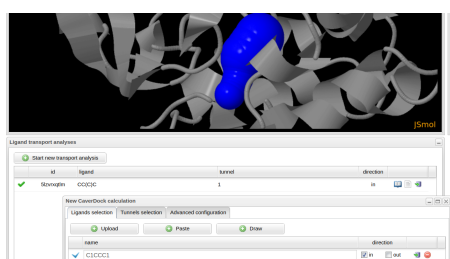 JSmol
Ligand transport analyses
Start new transport analysis
id ligand tunnel direction
CC(C)C 1 in
New CaverDock calculation
Ligands selection Tunnels selection Advanced configuration
Upload Paste Draw
name direction
C1CCC1 in out